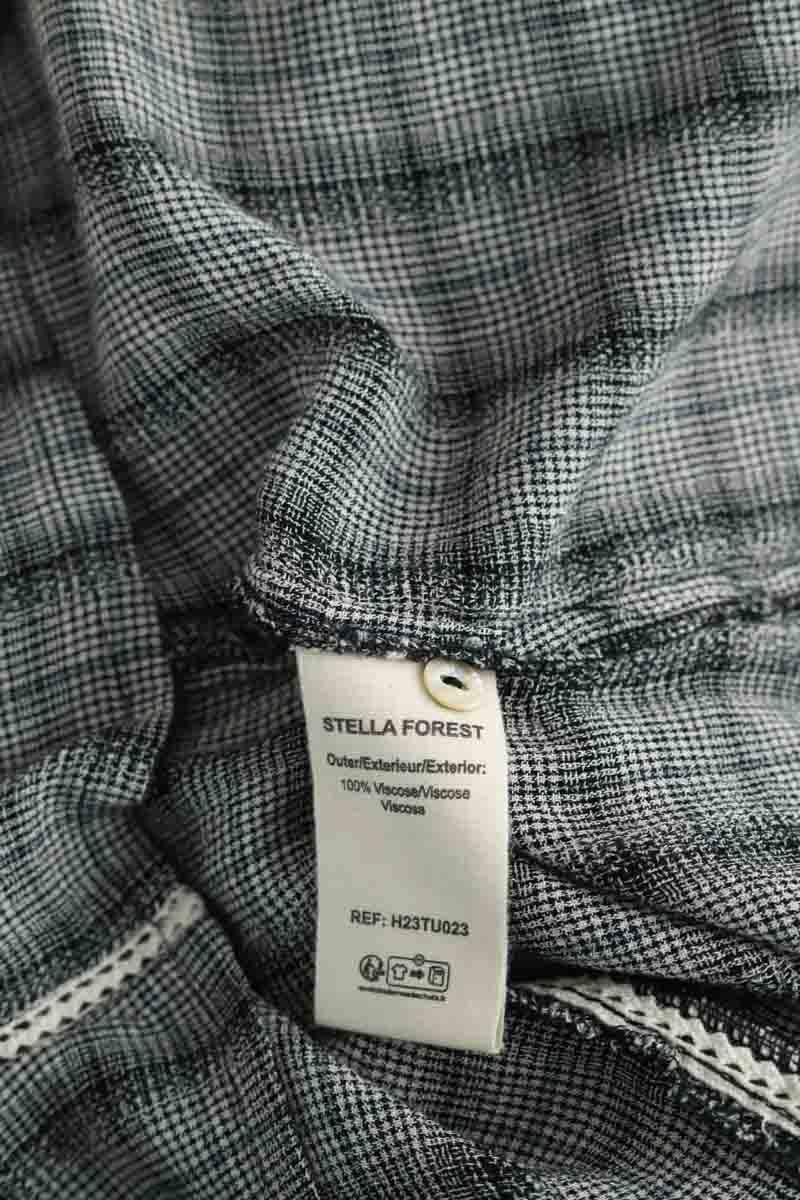 STELLA FOREST
Outer/Exterieur/Exterior:
100% Viscose/Viscose
Viscosa
REF: H23TU023